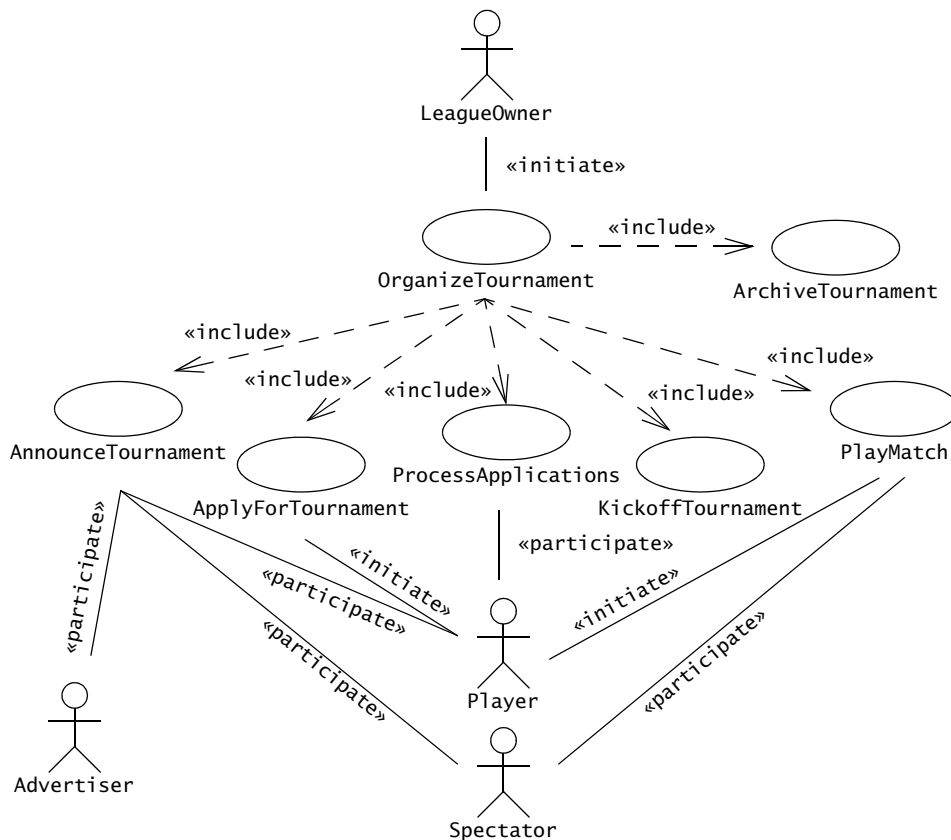 LeagueOwner
«initiate»
«include»
OrganizeTournament
ArchiveTournament
«include»
«include»
«include»
«include»
«include»
AnnounceTournament
ProcessApplications
PlayMatch
ApplyForTournament
KickoffTournament
«participate»
«initiate»
«participate»
«participate»
«participate»
«initiate»
«participate»
Player
Advertiser
Spectator